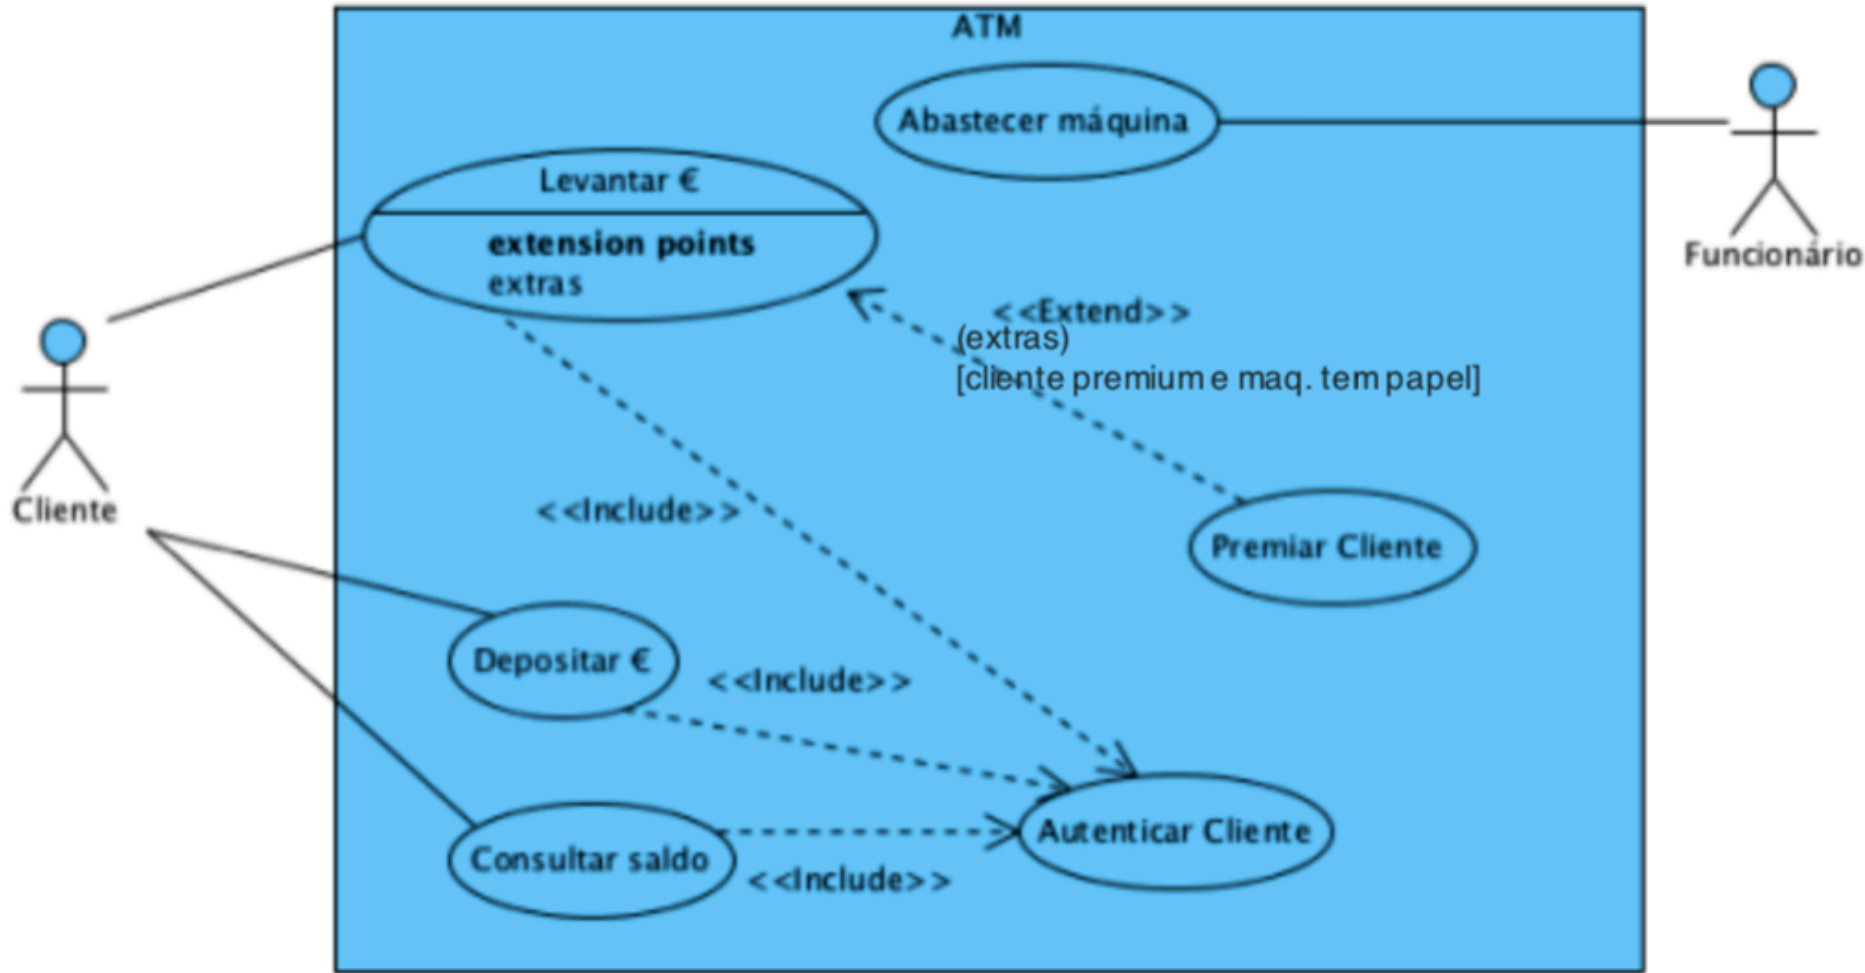 ATM
Abastecer máquina
Levantar €
extension points
extras
Funcionário
<<Extend>>
(extras)
[cliente premium e maq. tem papel]
Cliente
<<Include>>
Premiar Cliente
Depositar €
<<Include>>
Autenticar Cliente
Consultar saldo
<<Include>>